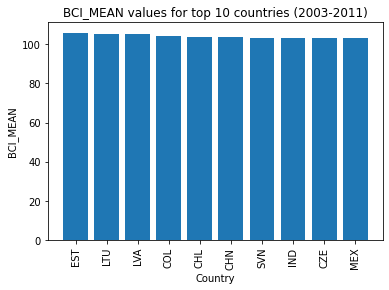 BCI_MEAN values for top 10 countries (2003-2011)
BCI_MEAN
100
80
60
40
20
0
EST LTU LVA COL CHL CHN SVN IND CZE MEX
Country